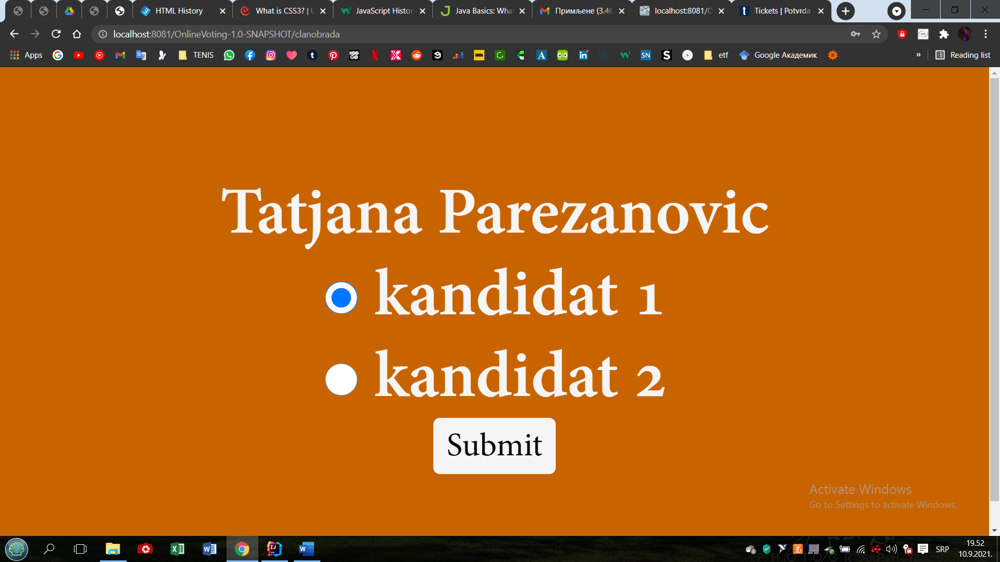 HTML History
What is CSS3? |
JavaScript Histor
Java Basics: Wha
Примљене (3.46
localhost:8081/O
Tickets | Potvrda
localhost:8081/OnlineVoting-1.0-SNAPSHOT/clanobrada
Apps
TENIS
etf
Google Академик
»
Reading list
Tatjana Parezanovic
kandidat 1
kandidat 2
Submit
Activate Windows
Go to Settings to activate Windows.
SRP
19.52
10.9.2021.
PHOTOGRAPHY